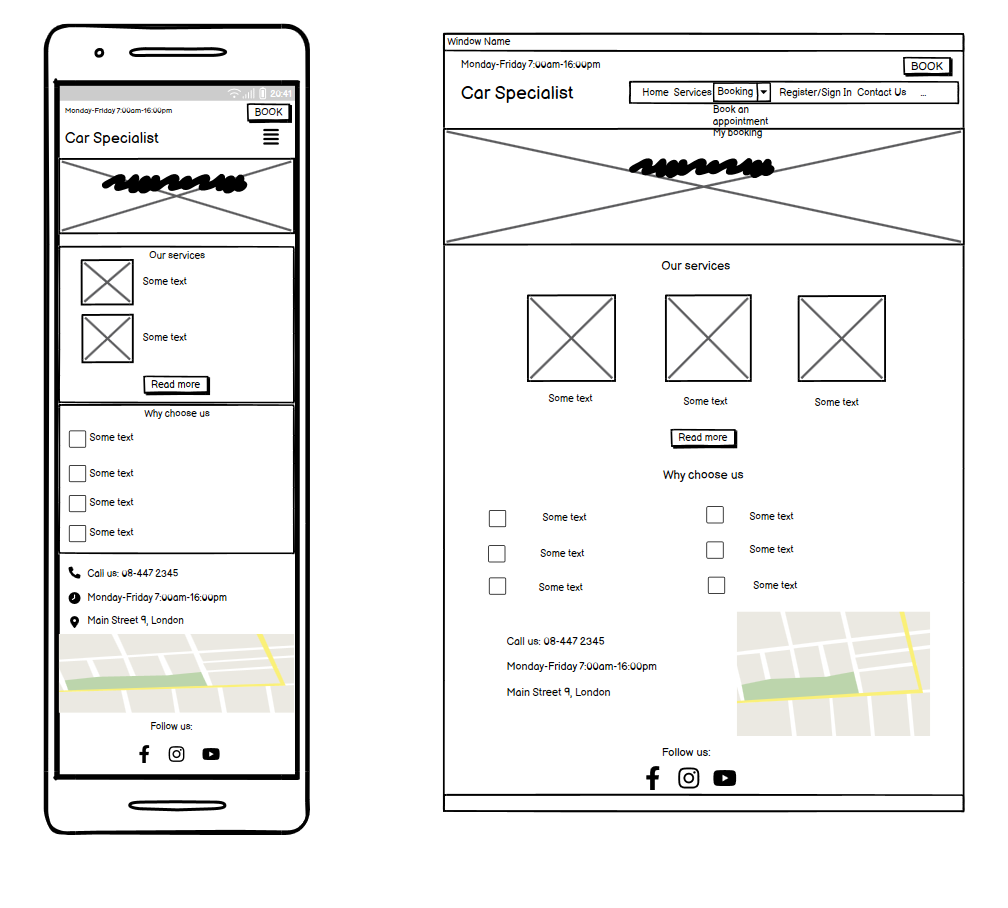 20:41
Monday-Friday 7:00am-16:00pm
BOOK
Car Specialist
Our services
Some text
Some text
Read more
Why choose us
Some text
Some text
Some text
Some text
Call us: 08-447 2345
Monday-Friday 7:00am-16:00pm
Main Street 9, London
Follow us:
Window Name
Monday-Friday 7:00am-16:00pm
BOOK
Car Specialist
Home Services Booking Register/Sign In Contact Us ...
Book an
appointment
My booking
Our services
Some text Some text Some text
Read more
Why choose us
Some text Some text
Some text Some text
Some text Some text
Call us: 08-447 2345
Monday-Friday 7:00am-16:00pm
Main Street 9, London
Follow us: